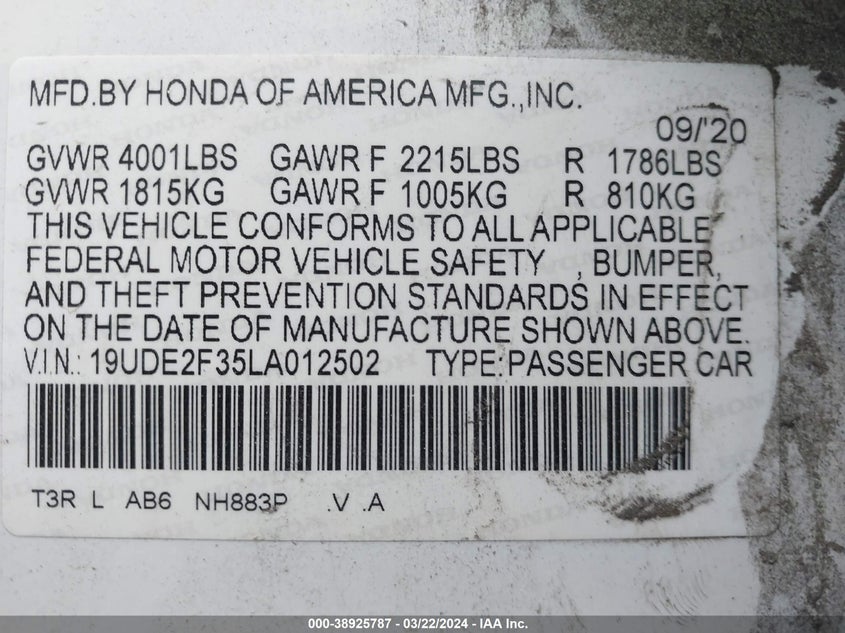 MFD.BY HONDA OF AMERICA MFG.,INC.
09/'20
GVWR 4001LBS GAWR F 2215LBS R 1786LBS
GVWR 1815KG GAWR F 1005KG R 810KG
THIS VEHICLE CONFORMS TO ALL APPLICABLE
FEDERAL MOTOR VEHICLE SAFETY , BUMPER,
AND THEFT PREVENTION STANDARDS IN EFFECT
ON THE DATE OF MANUFACTURE SHOWN ABOVE.
V.I.N.: 19UDE2F35LA012502 TYPE:PASSENGER CAR
T3R L AB6 NH883P .V .A
000-38925787 - 03/22/2024 - IAA Inc.